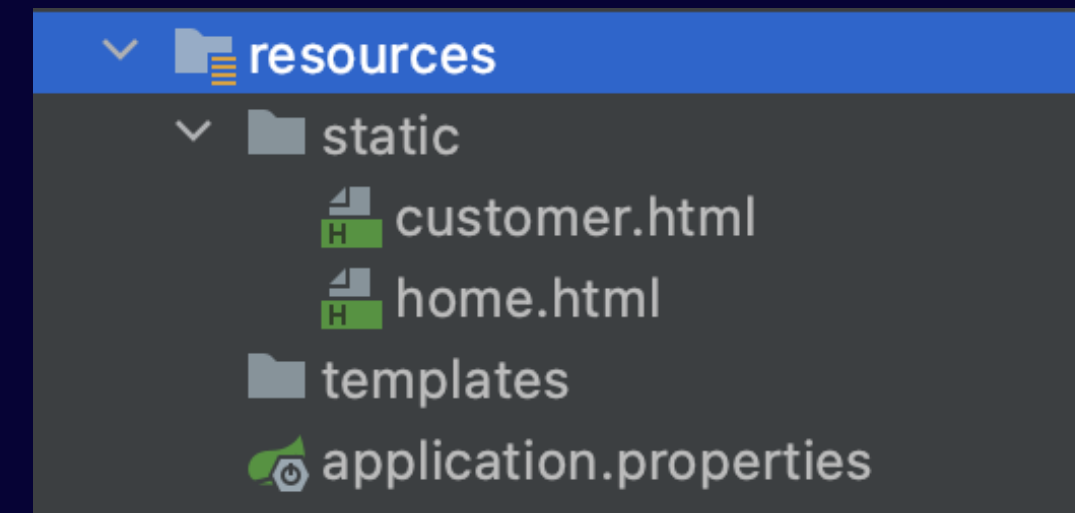 resources
static
H customer.html
H home.html
templates
application.properties